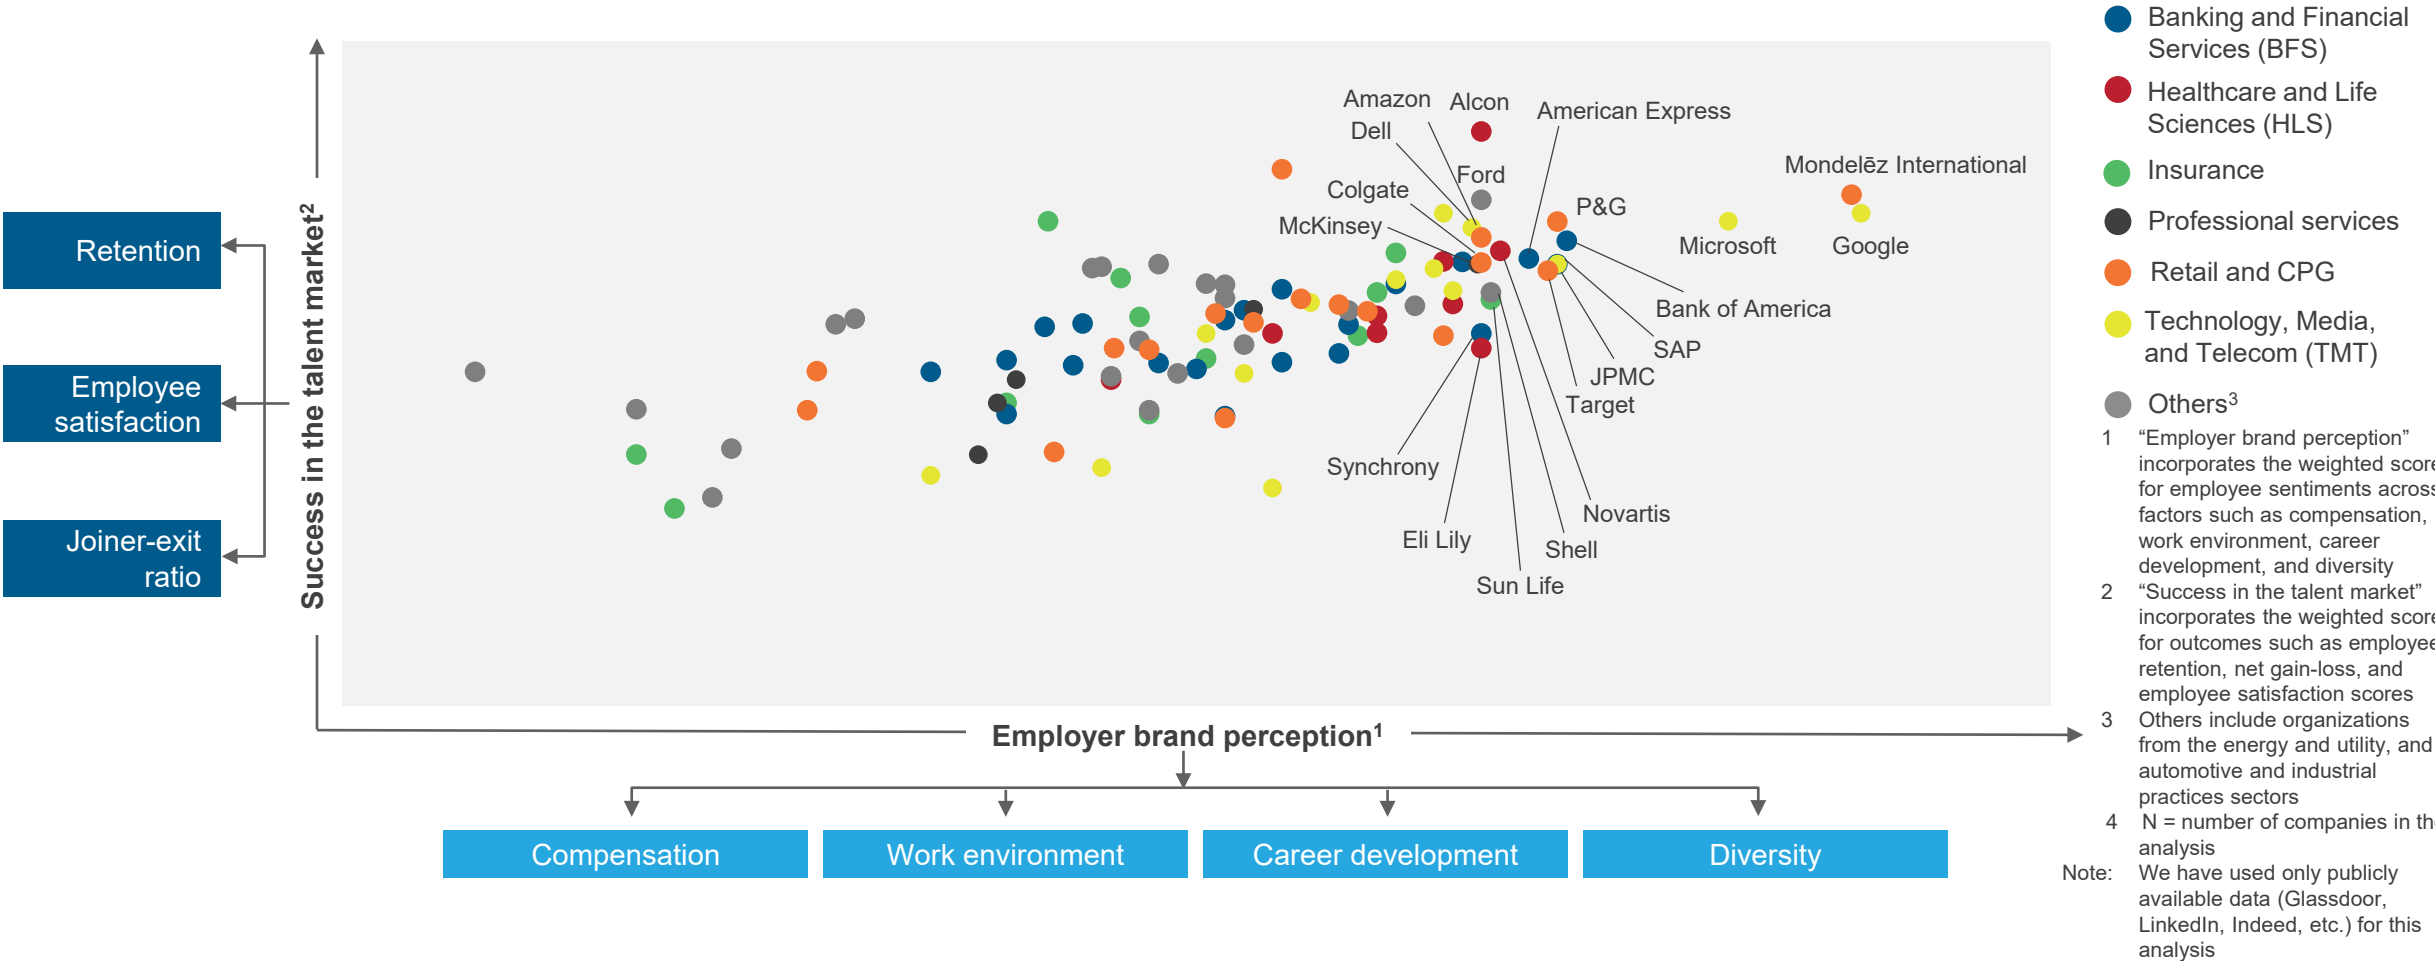 Banking and Financial
Services (BFS)
Healthcare and Life
Sciences (HLS)
Insurance
Professional services
Retail and CPG
Technology, Media,
and Telecom (TMT)
Others³
Amazon
Alcon
American Express
Dell
Ford
Mondelēz International
Colgate
P&G
McKinsey
Microsoft
Google
Bank of America
SAP
JPMC
Target
Synchrony
Novartis
Eli Lily
Shell
Sun Life
Retention
Employee
satisfaction
Joiner-exit
ratio
Success in the talent market²
Employer brand perception¹
Compensation
Work environment
Career development
Diversity
1 “Employer brand perception”
incorporates the weighted score
for employee sentiments across
factors such as compensation,
work environment, career
development, and diversity
2 “Success in the talent market”
incorporates the weighted score
for outcomes such as employee
retention, net gain-loss, and
employee satisfaction scores
3 Others include organizations
from the energy and utility, and
automotive and industrial
practices sectors
4 N = number of companies in the
analysis
Note: We have used only publicly
available data (Glassdoor,
LinkedIn, Indeed, etc.) for this
analysis